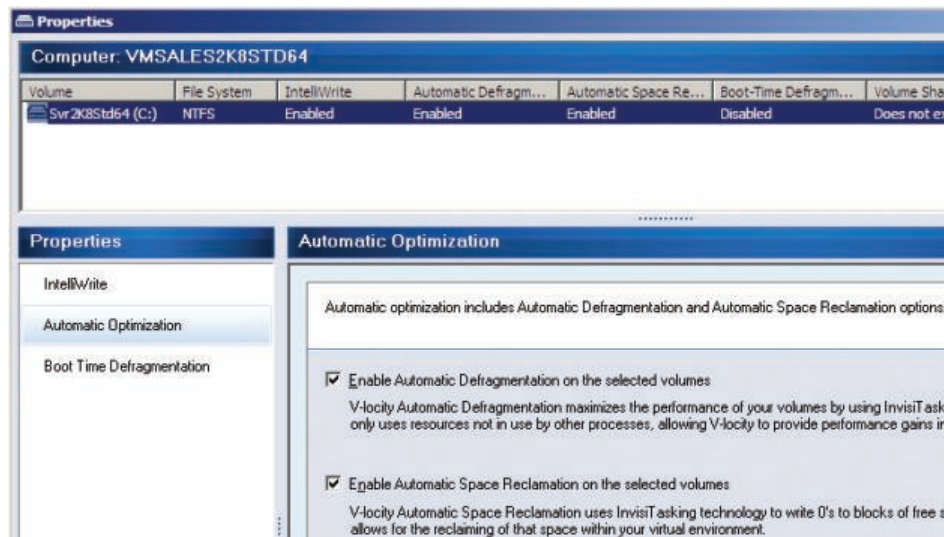 Properties
Computer: VMSALES2K8STD64
Volume File System IntelliWrite Automatic Defragm... Automatic Space Re... Boot-Time Defragm... Volume Sha
Svr2K8Std64 (C:) NTFS Enabled Enabled Enabled Disabled Does not ex
Properties
Automatic Optimization
IntelliWrite
Automatic Optimization
Boot Time Defragmentation
Automatic optimization includes Automatic Defragmentation and Automatic Space Reclamation options
Enable Automatic Defragmentation on the selected volumes
V-locity Automatic Defragmentation maximizes the performance of your volumes by using InvisiTask
only uses resources not in use by other processes, allowing V-locity to provide performance gains in
Enable Automatic Space Reclamation on the selected volumes
V-locity Automatic Space Reclamation uses InvisiTasking technology to write 0's to blocks of free s
allows for the reclaiming of that space within your virtual environment.